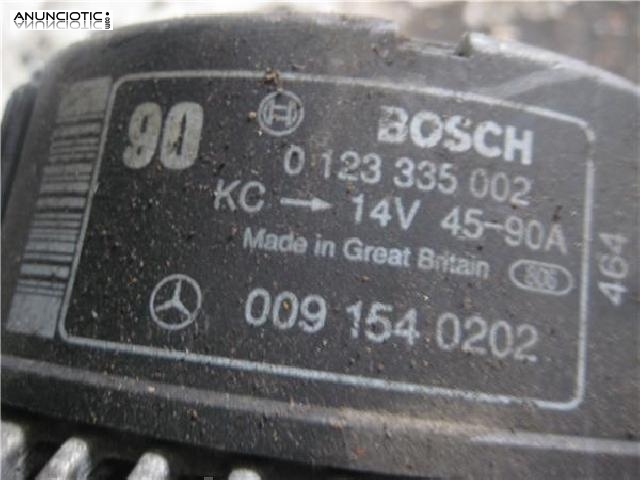 ANUNCIOTIC
90
BOSCH
0 123 335 002
KC → 14V 45-90A
Made in Great Britain
009 154 0202
464